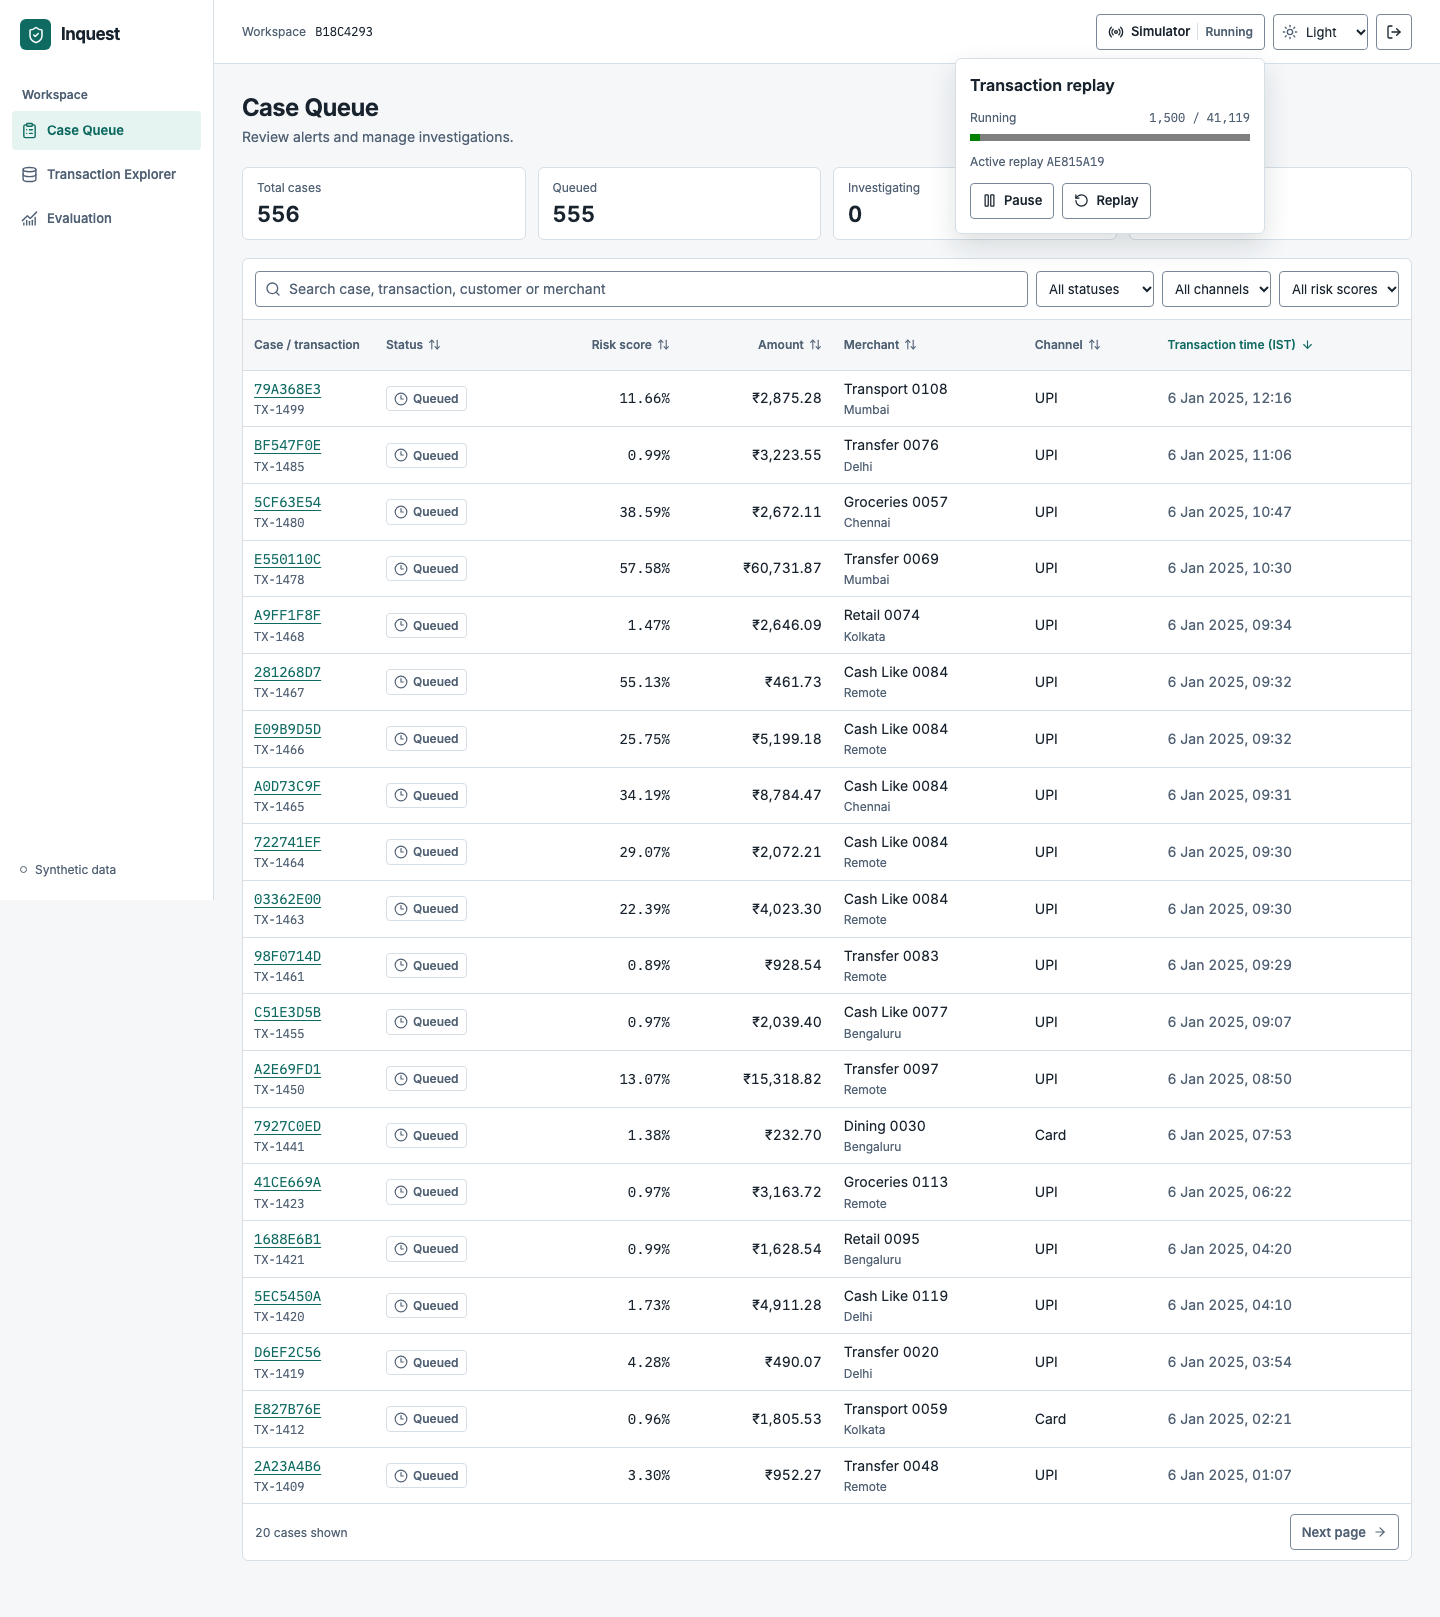 Inquest
Workspace B18C4293
Simulator Running
Light
Workspace
Case Queue
Transaction Explorer
Evaluation
Synthetic data
Transaction replay
Running 1,500 / 41,119
Active replay AE815A19
Pause Replay
Case Queue
Review alerts and manage investigations.
Total cases
556
Queued
555
Investigating
0
Search case, transaction, customer or merchant
All statuses
All channels
All risk scores
Case / transaction Status Risk score Amount Merchant Channel Transaction time (IST)
79A368E3 Queued 11.66% ₹2,875.28 Transport 0108 UPI 6 Jan 2025, 12:16
TX-1499 Mumbai
BF547F0E Queued 0.99% ₹3,223.55 Transfer 0076 UPI 6 Jan 2025, 11:06
TX-1485 Delhi
5CF63E54 Queued 38.59% ₹2,672.11 Groceries 0057 UPI 6 Jan 2025, 10:47
TX-1480 Chennai
E550110C Queued 57.58% ₹60,731.87 Transfer 0069 UPI 6 Jan 2025, 10:30
TX-1478 Mumbai
A9FF1F8F Queued 1.47% ₹2,646.09 Retail 0074 UPI 6 Jan 2025, 09:34
TX-1468 Kolkata
281268D7 Queued 55.13% ₹461.73 Cash Like 0084 UPI 6 Jan 2025, 09:32
TX-1467 Remote
E09B9D5D Queued 25.75% ₹5,199.18 Cash Like 0084 UPI 6 Jan 2025, 09:32
TX-1466 Remote
A0D73C9F Queued 34.19% ₹8,784.47 Cash Like 0084 UPI 6 Jan 2025, 09:31
TX-1465 Chennai
722741EF Queued 29.07% ₹2,072.21 Cash Like 0084 UPI 6 Jan 2025, 09:30
TX-1464 Remote
03362E00 Queued 22.39% ₹4,023.30 Cash Like 0084 UPI 6 Jan 2025, 09:30
TX-1463 Remote
98F0714D Queued 0.89% ₹928.54 Transfer 0083 UPI 6 Jan 2025, 09:29
TX-1461 Remote
C51E3D5B Queued 0.97% ₹2,039.40 Cash Like 0077 UPI 6 Jan 2025, 09:07
TX-1455 Bengaluru
A2E69FD1 Queued 13.07% ₹15,318.82 Transfer 0097 UPI 6 Jan 2025, 08:50
TX-1450 Remote
7927C0ED Queued 1.38% ₹232.70 Dining 0030 Card 6 Jan 2025, 07:53
TX-1441 Bengaluru
41CE669A Queued 0.97% ₹3,163.72 Groceries 0113 UPI 6 Jan 2025, 06:22
TX-1423 Remote
1688E6B1 Queued 0.99% ₹1,628.54 Retail 0095 UPI 6 Jan 2025, 04:20
TX-1421 Bengaluru
5EC5450A Queued 1.73% ₹4,911.28 Cash Like 0119 UPI 6 Jan 2025, 04:10
TX-1420 Delhi
D6EF2C56 Queued 4.28% ₹490.07 Transfer 0020 UPI 6 Jan 2025, 03:54
TX-1419 Delhi
E827B76E Queued 0.96% ₹1,805.53 Transport 0059 Card 6 Jan 2025, 02:21
TX-1412 Kolkata
2A23A4B6 Queued 3.30% ₹952.27 Transfer 0048 UPI 6 Jan 2025, 01:07
TX-1409 Remote
20 cases shown
Next page